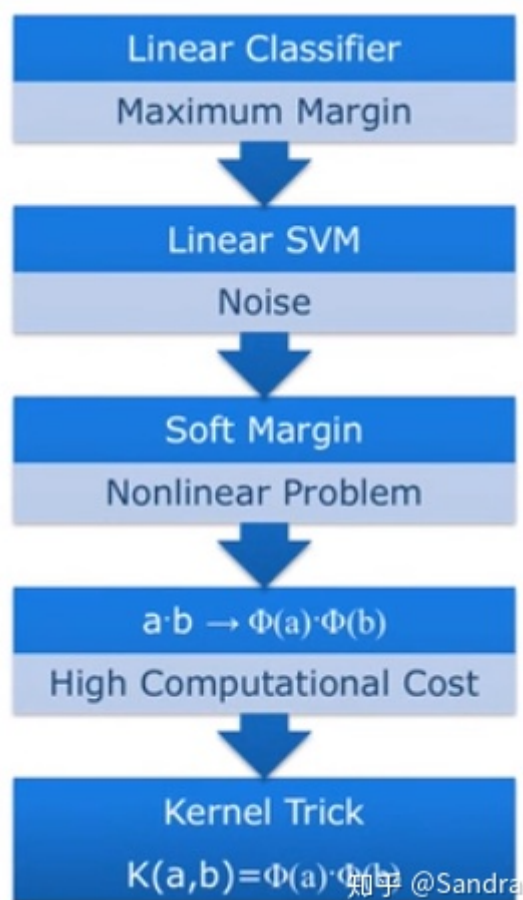 Linear Classifier
Maximum Margin
Linear SVM
Noise
Soft Margin
Nonlinear Problem
a·b → Φ(a)·Φ(b)
High Computational Cost
Kernel Trick
K(a,b)=Φ(a)·Φ(b)
知乎 @Sandra